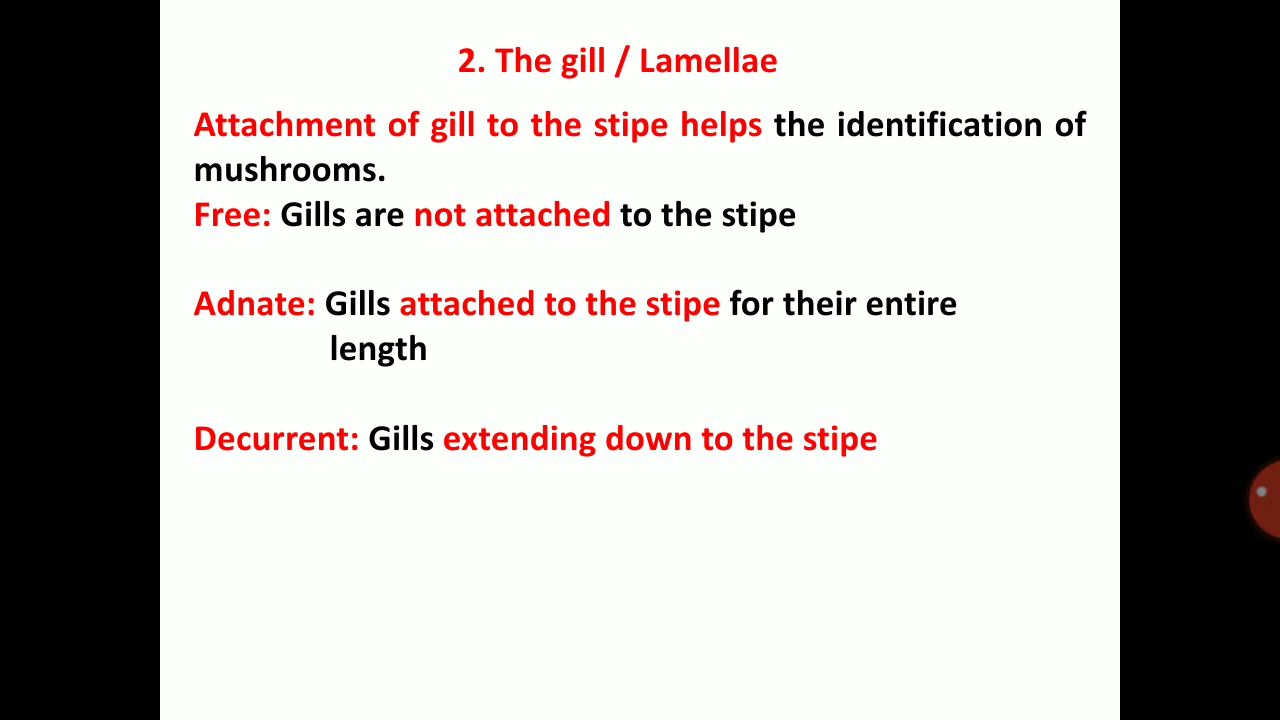 2. The gill / Lamellae
Attachment of gill to the stipe helps the identification of
mushrooms.
Free: Gills are not attached to the stipe
Adnate: Gills attached to the stipe for their entire
length
Decurrent: Gills extending down to the stipe